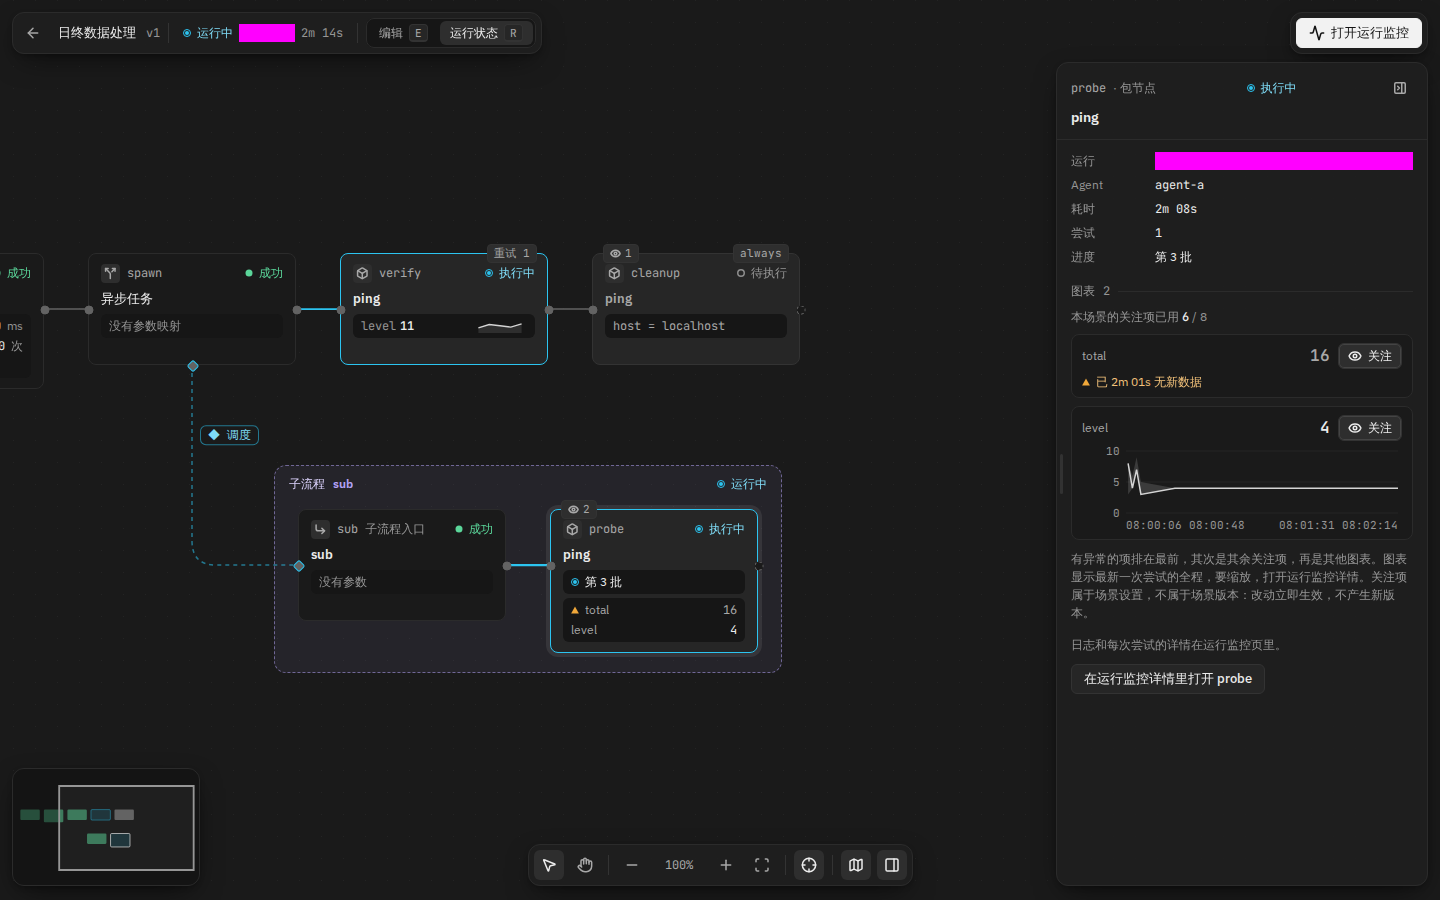 日终数据处理 v1 运行中 2m 14s 编辑 E 运行状态 R
打开运行监控
probe · 包节点 执行中
ping
运行
Agent agent-a
耗时 2m 08s
尝试 1
进度 第 3 批
图表 2
本场景的关注项已用 6 / 8
total 16 关注
已 2m 01s 无新数据
level 4 关注
10
5
0
08:00:06 08:00:48 08:01:31 08:02:14
有异常的项排在最前，其次是其余关注项，再是其他图表。图表
显示最新一次尝试的全程，要缩放，打开运行监控详情。关注项
属于场景设置，不属于场景版本：改动立即生效，不产生新版
本。
日志和每次尝试的详情在运行监控页里。
在运行监控详情里打开 probe
成功
ms
0 次
spawn 成功
异步任务
没有参数映射
重试 1
verify 执行中
ping
level 11
1 always
cleanup 待执行
ping
host = localhost
调度
子流程 sub 运行中
sub 子流程入口 成功
sub
没有参数
2
probe 执行中
ping
第 3 批
total 16
level 4
100%